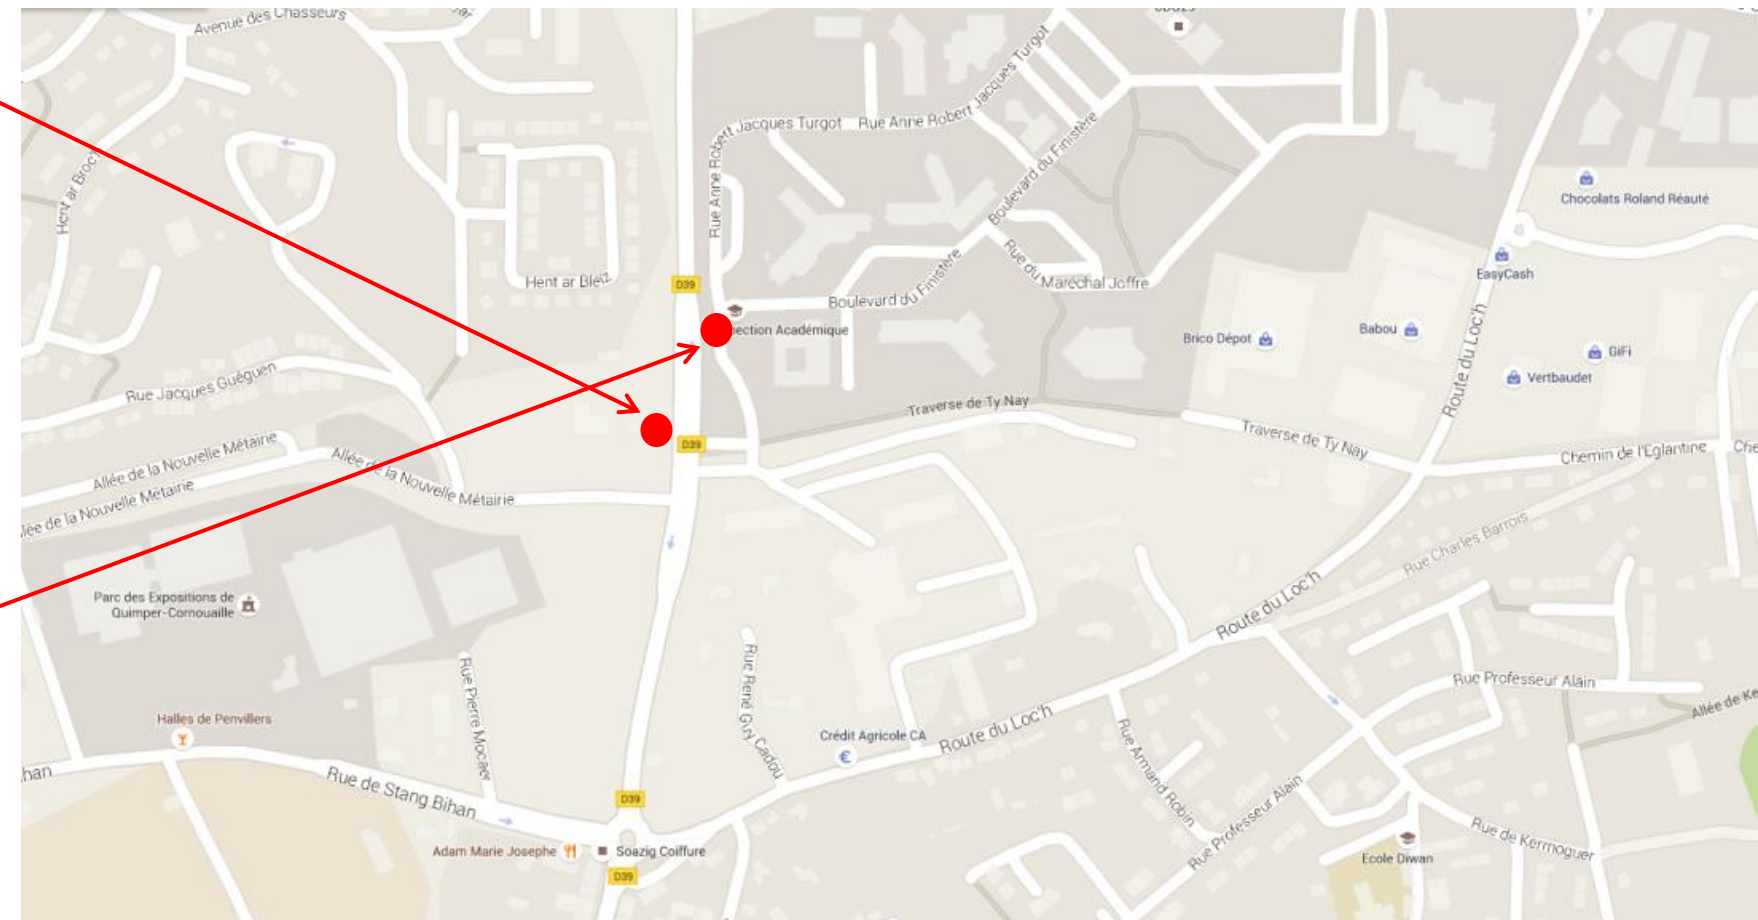 Avenue des Chasseurs
Jacques Turgot
Jacques Turgot
Rue Anne Robert
Rue Anne Robert
Hent ar Broc'h
Boulevard du Finistère
Chocolats Roland Réauté
EasyCash
Rue du Maréchal Joffre
Hent ar Bleiz
D39
Boulevard du Finistère
Académique
Brico Dépot
Babou
GiFi
Vertbaudet
Route du Loc'h
Rue Jacques Guéguen
Traverse de Ty Nay
Traverse de Ty Nay
D39
Chemin de l'Eglantine
Allée de la Nouvelle Métairie
Allée de la Nouvelle Métairie
de la Nouvelle Métairie
Rue Charles Barrois
Parc des Expositions de
Quimper-Cornouaille
Route du Loc'h
Rue Pierre Mocaer
Rue René Guy Cadou
Rue Professeur Alain
Allée de
Halles de Penvillers
Crédit Agricole CA
Route du Loc'h
Rue Armand Robin
Rue de Stang Bihan
D39
Rue Professeur Alain
Rue de Kermoguer
Adam Marie Josephe
Soazig Coiffure
Ecole Diwan
D39